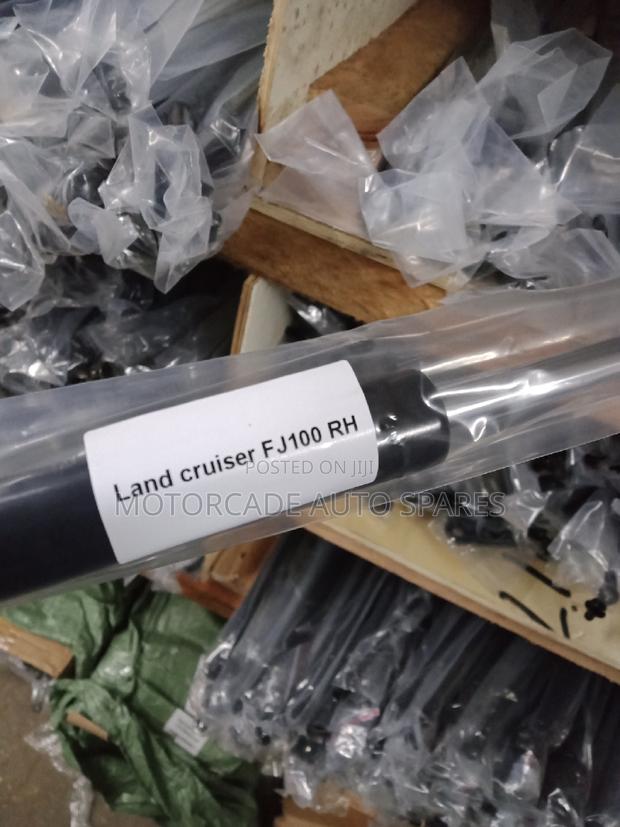 Land cruiser FJ100 RH
POSTED ON JIJI
MOTORCADE AUTO SPARES